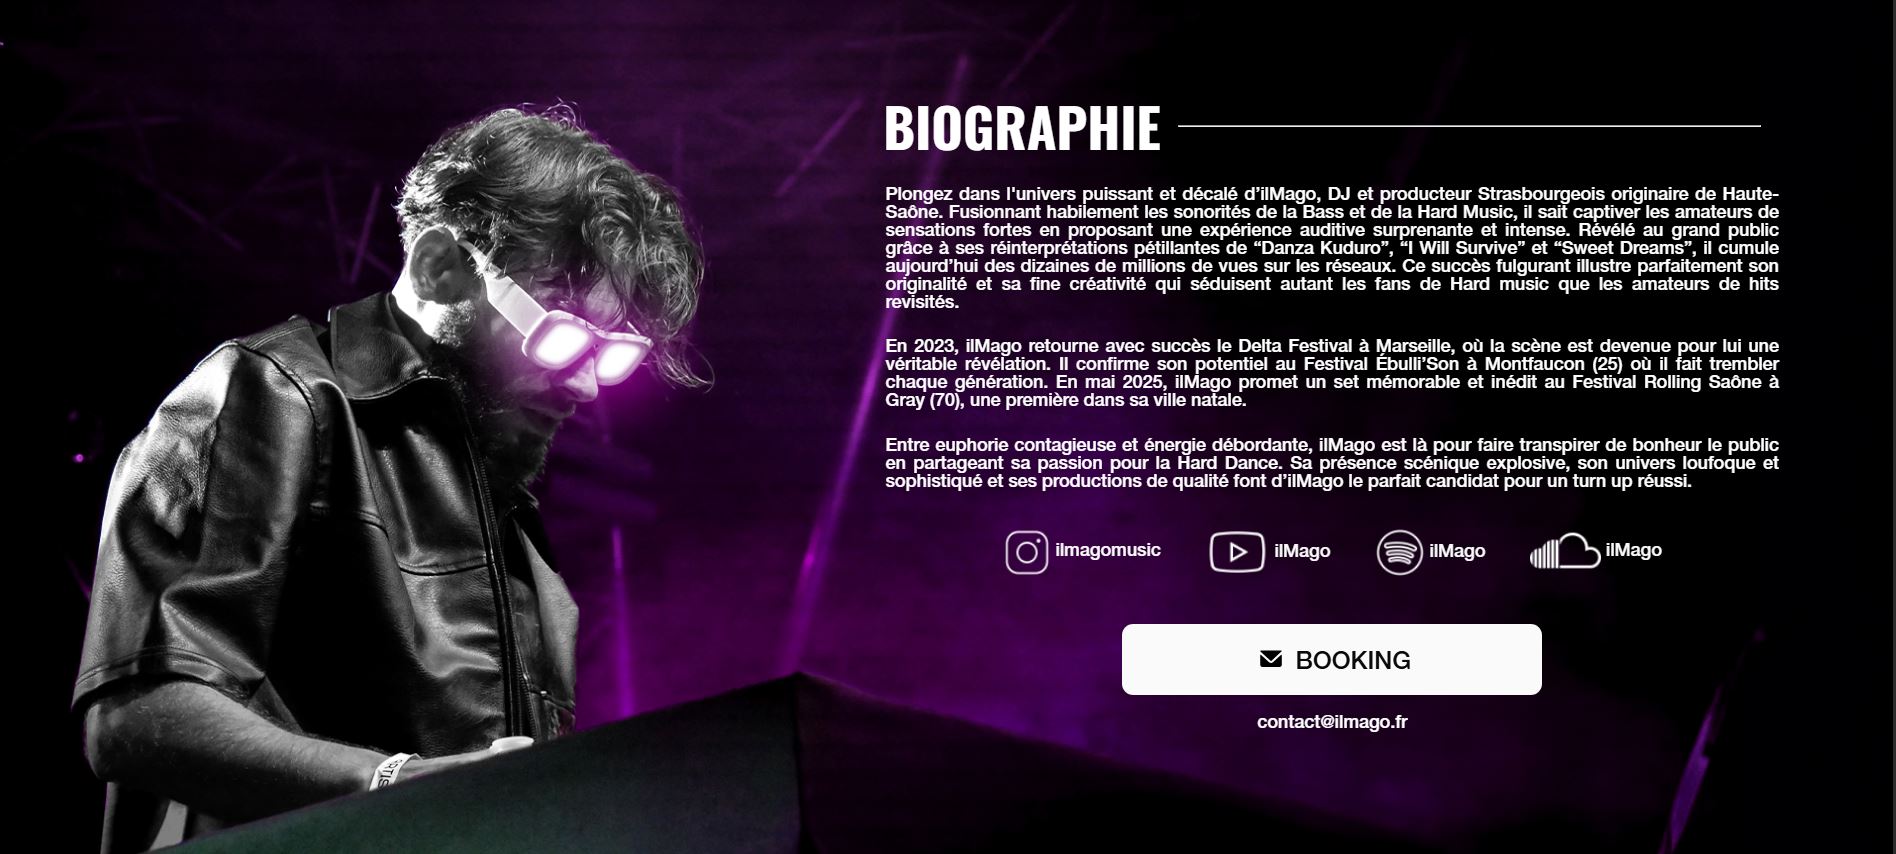 BIOGRAPHIE
Plongez dans l'univers puissant et décalé d’ilMago, DJ et producteur Strasbourgeois originaire de Haute-
Saône. Fusionnant habilement les sonorités de la Bass et de la Hard Music, il sait captiver les amateurs de
sensations fortes en proposant une expérience auditive surprenante et intense. Révélé au grand public
grâce à ses réinterprétations pétillantes de “Danza Kuduro”, “I Will Survive” et “Sweet Dreams”, il cumule
aujourd’hui des dizaines de millions de vues sur les réseaux. Ce succès fulgurant illustre parfaitement son
originalité et sa fine créativité qui séduisent autant les fans de Hard music que les amateurs de hits
revisités.
En 2023, ilMago retourne avec succès le Delta Festival à Marseille, où la scène est devenue pour lui une
véritable révélation. Il confirme son potentiel au Festival Ébulli’Son à Montfaucon (25) où il fait trembler
chaque génération. En mai 2025, ilMago promet un set mémorable et inédit au Festival Rolling Saône à
Gray (70), une première dans sa ville natale.
Entre euphorie contagieuse et énergie débordante, ilMago est là pour faire transpirer de bonheur le public
en partageant sa passion pour la Hard Dance. Sa présence scénique explosive, son univers loufoque et
sophistiqué et ses productions de qualité font d’ilMago le parfait candidat pour un turn up réussi.
ilmagomusic ilMago ilMago ilMago
BOOKING
contact@ilmago.fr